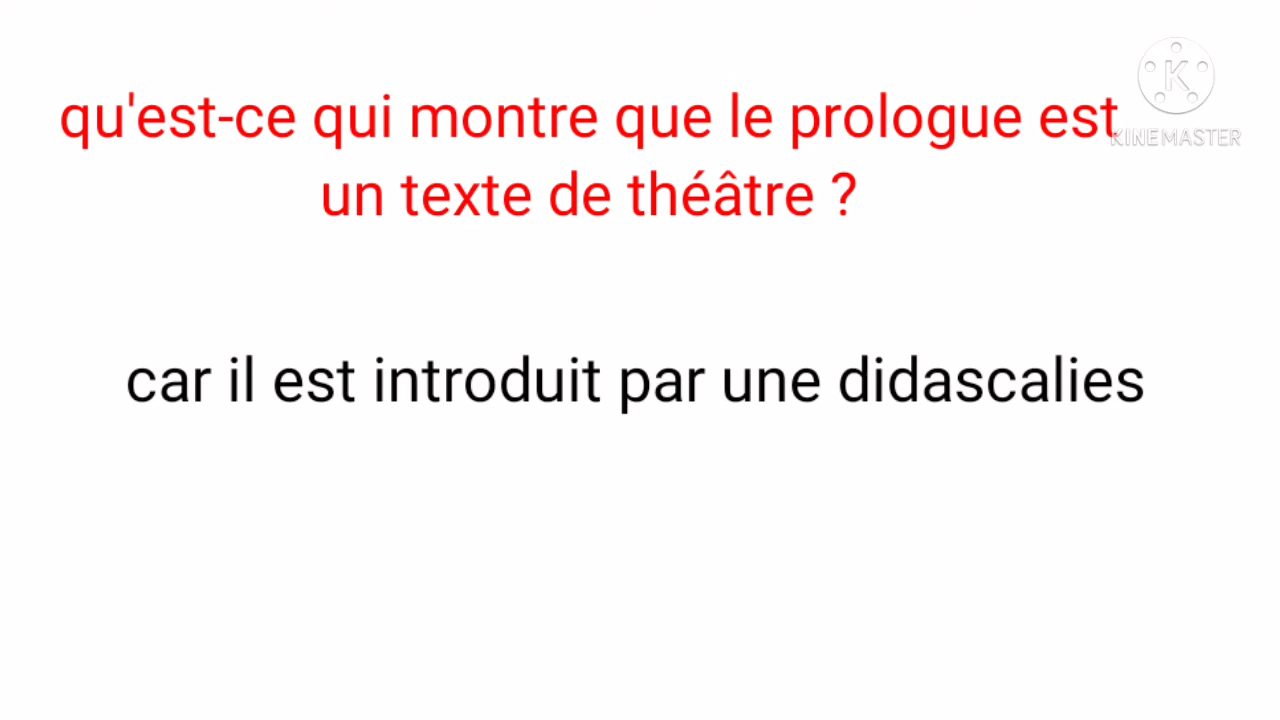 qu'est-ce qui montre que le prologue est
un texte de théâtre ?
K
KINEMASTER
car il est introduit par une didascalies